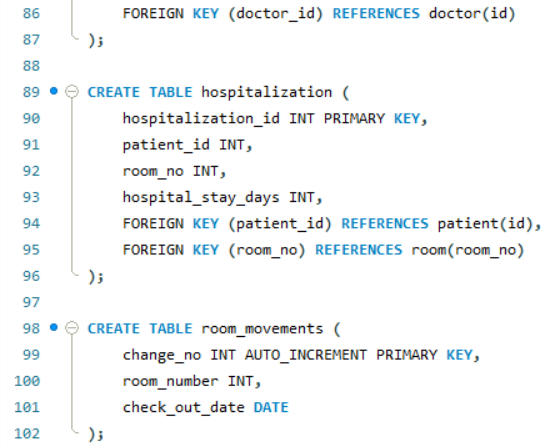 86 FOREIGN KEY (doctor_id) REFERENCES doctor(id)
87 );
88
89 CREATE TABLE hospitalization (
90 hospitalization_id INT PRIMARY KEY,
91 patient_id INT,
92 room_no INT,
93 hospital_stay_days INT,
94 FOREIGN KEY (patient_id) REFERENCES patient(id),
95 FOREIGN KEY (room_no) REFERENCES room(room_no)
96 );
97
98 CREATE TABLE room_movements (
99 change_no INT AUTO_INCREMENT PRIMARY KEY,
100 room_number INT,
101 check_out_date DATE
102 );